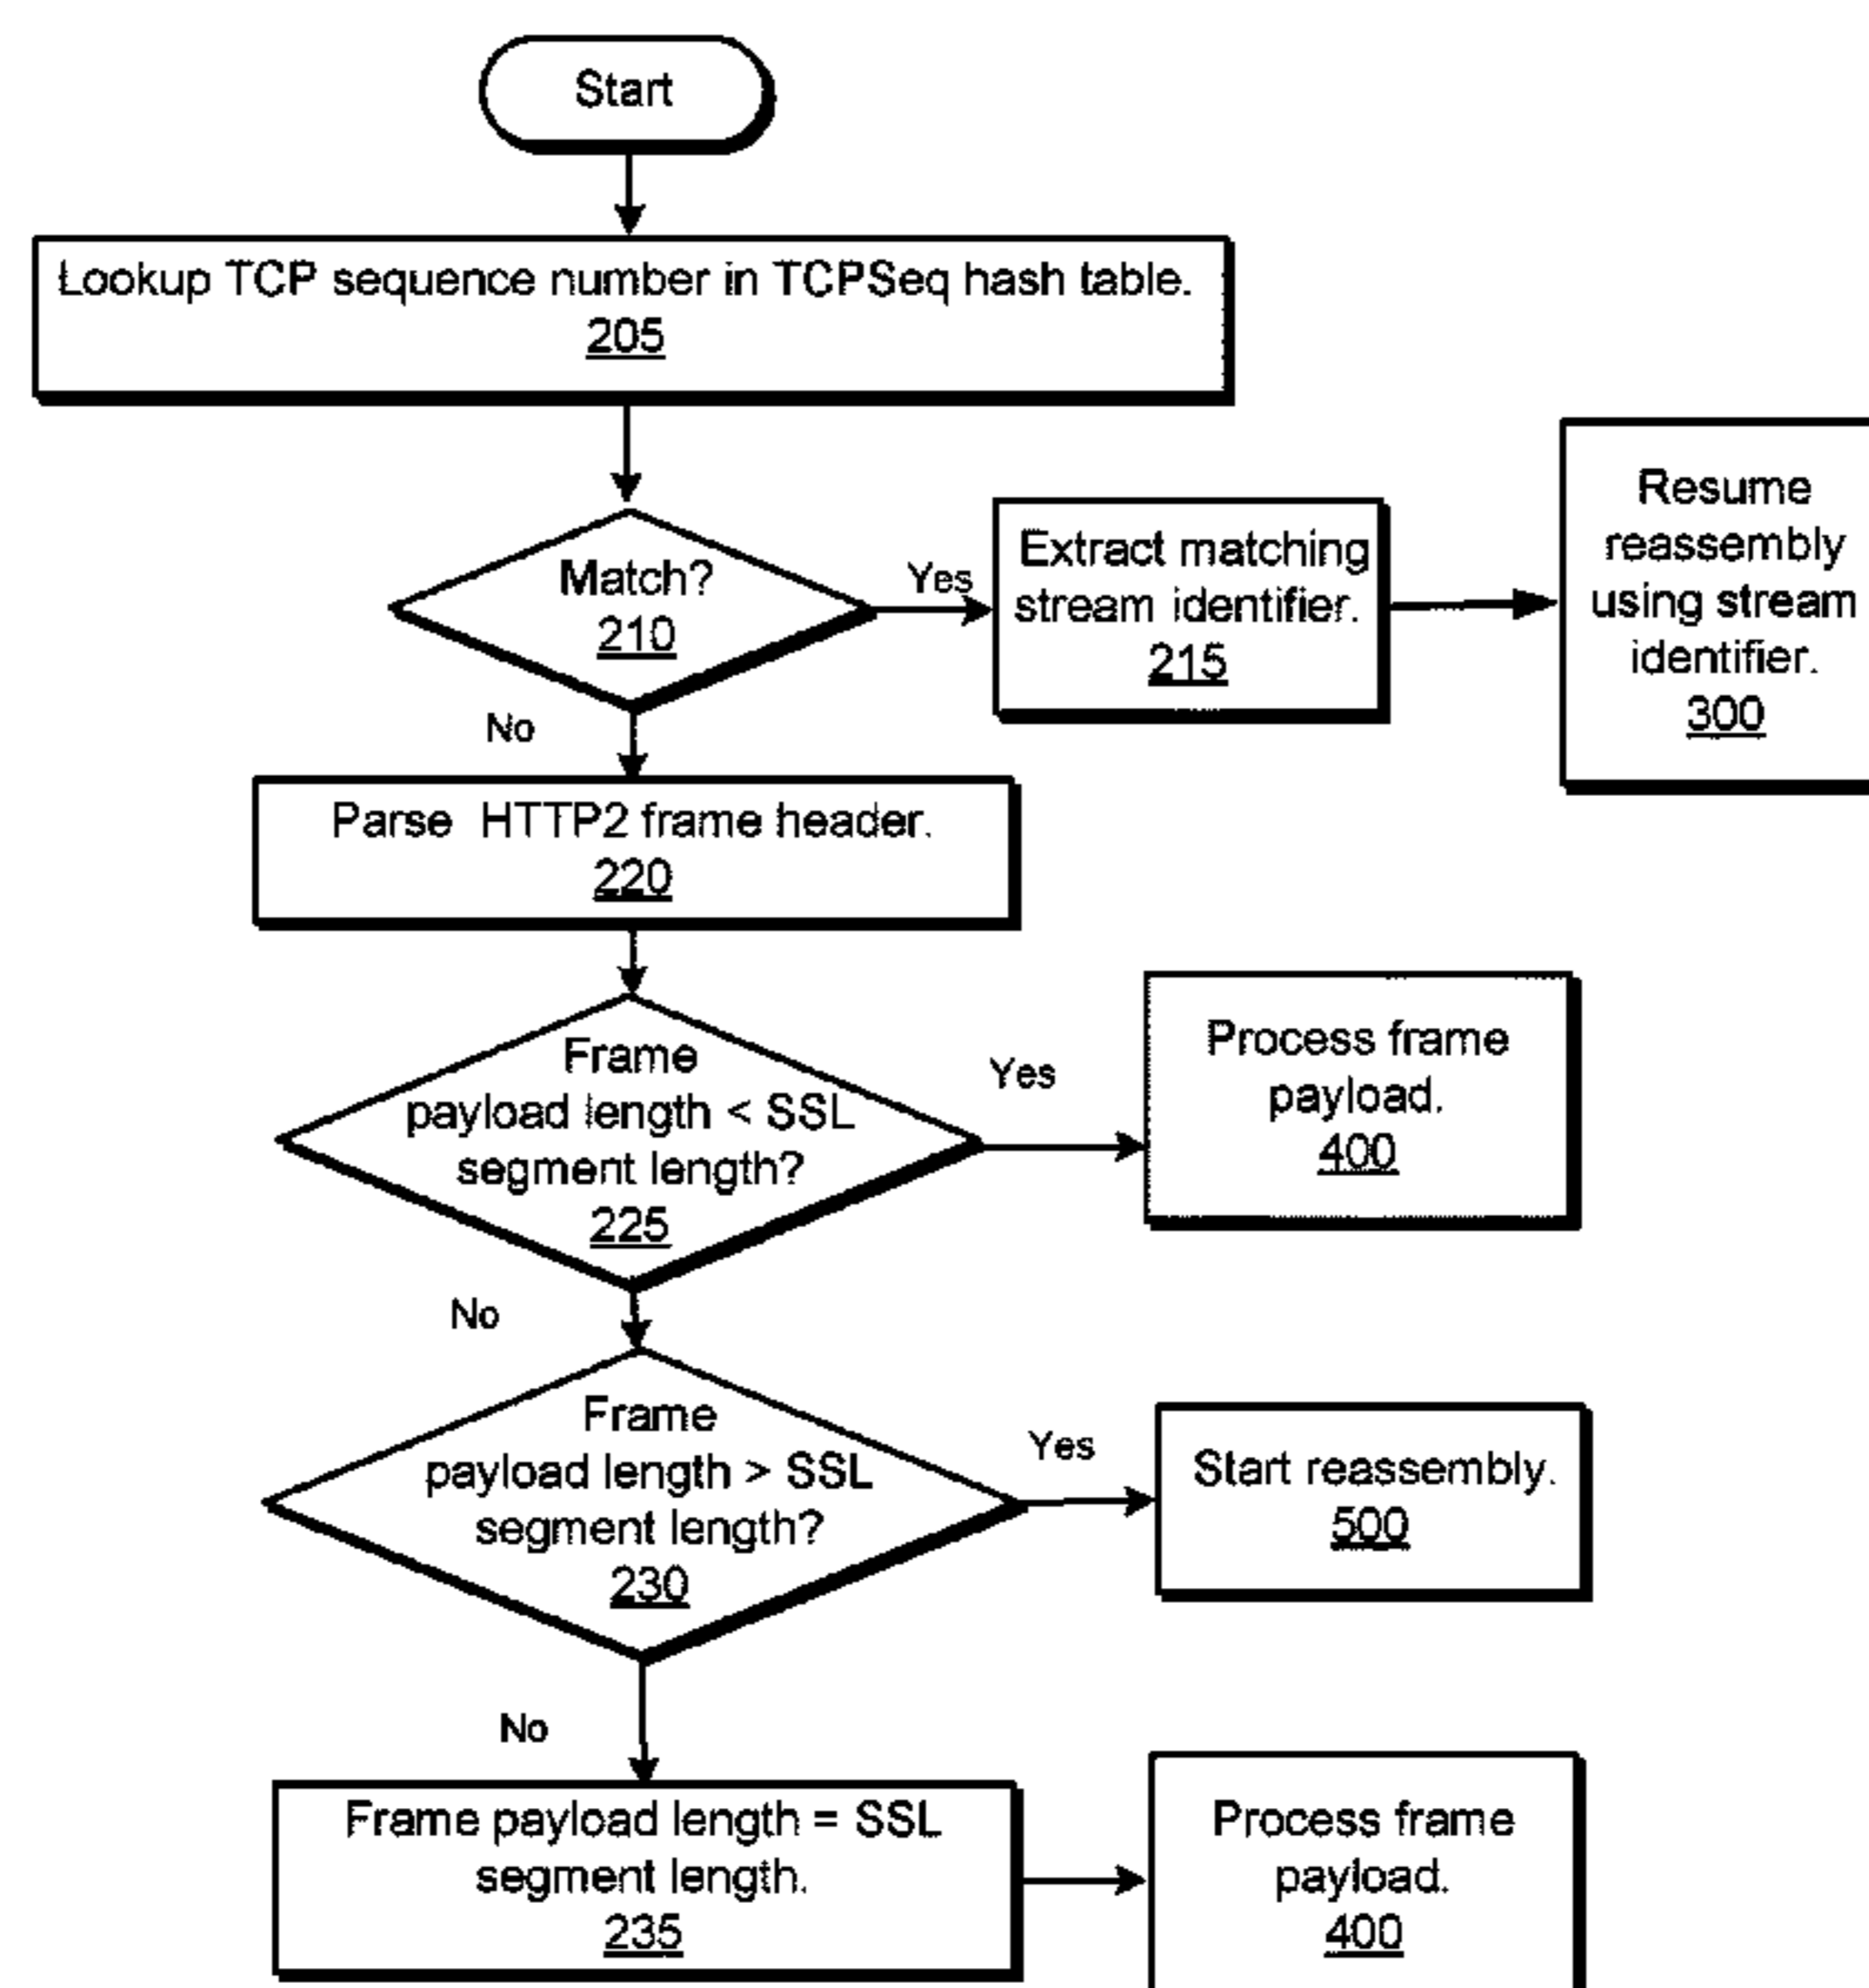 Start
Lookup TCP sequence number in TCPSeq hash table.
205
Match?
210
Yes
Extract matching
stream identifier.
215
Resume
reassembly
using stream
identifier.
300
No
Parse HTTP2 frame header.
220
Frame
payload length < SSL
segment length?
225
Yes
Process frame
payload.
400
No
Frame
payload length > SSL
segment length?
230
Yes
Start reassembly.
500
No
Frame payload length = SSL
segment length.
235
Process frame
payload.
400